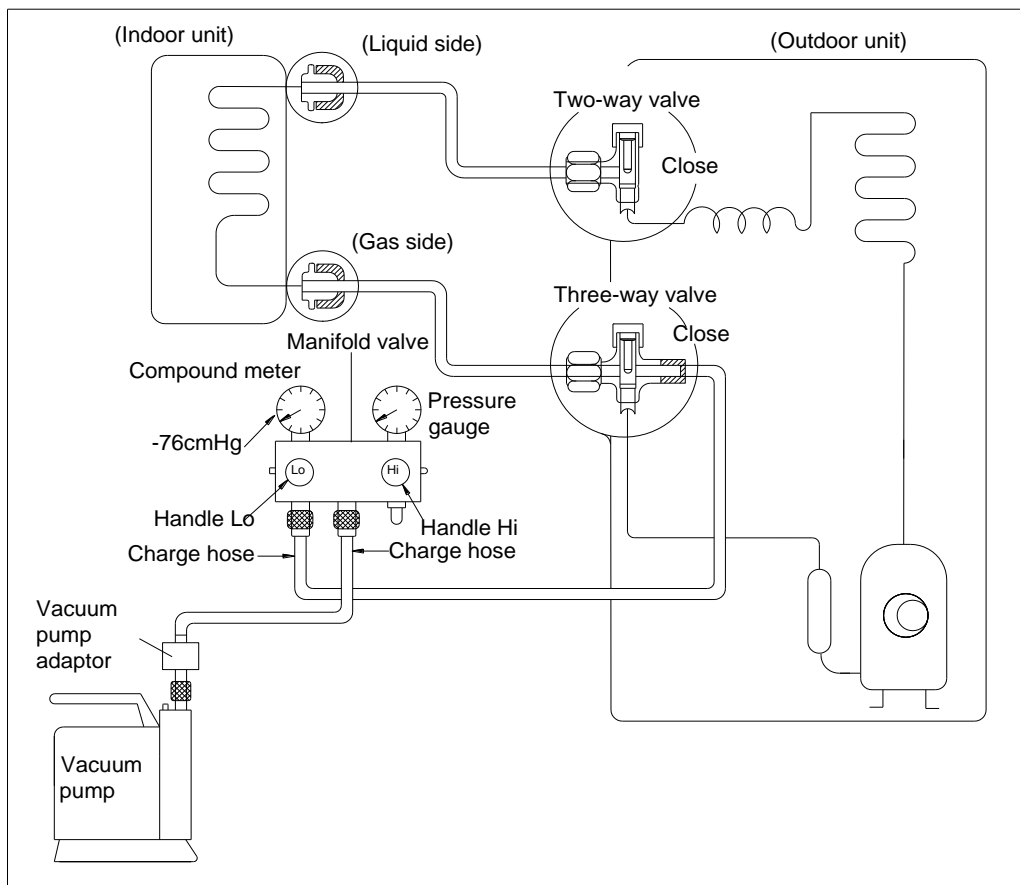 (Indoor unit)
(Liquid side)
(Outdoor unit)
Two-way valve
Close
(Gas side)
Three-way valve
Close
Manifold valve
Compound meter
Pressure
gauge
-76cmHg
Lo
Hi
Handle Lo
Handle Hi
Charge hose
Charge hose
Vacuum
pump
adaptor
Vacuum
pump